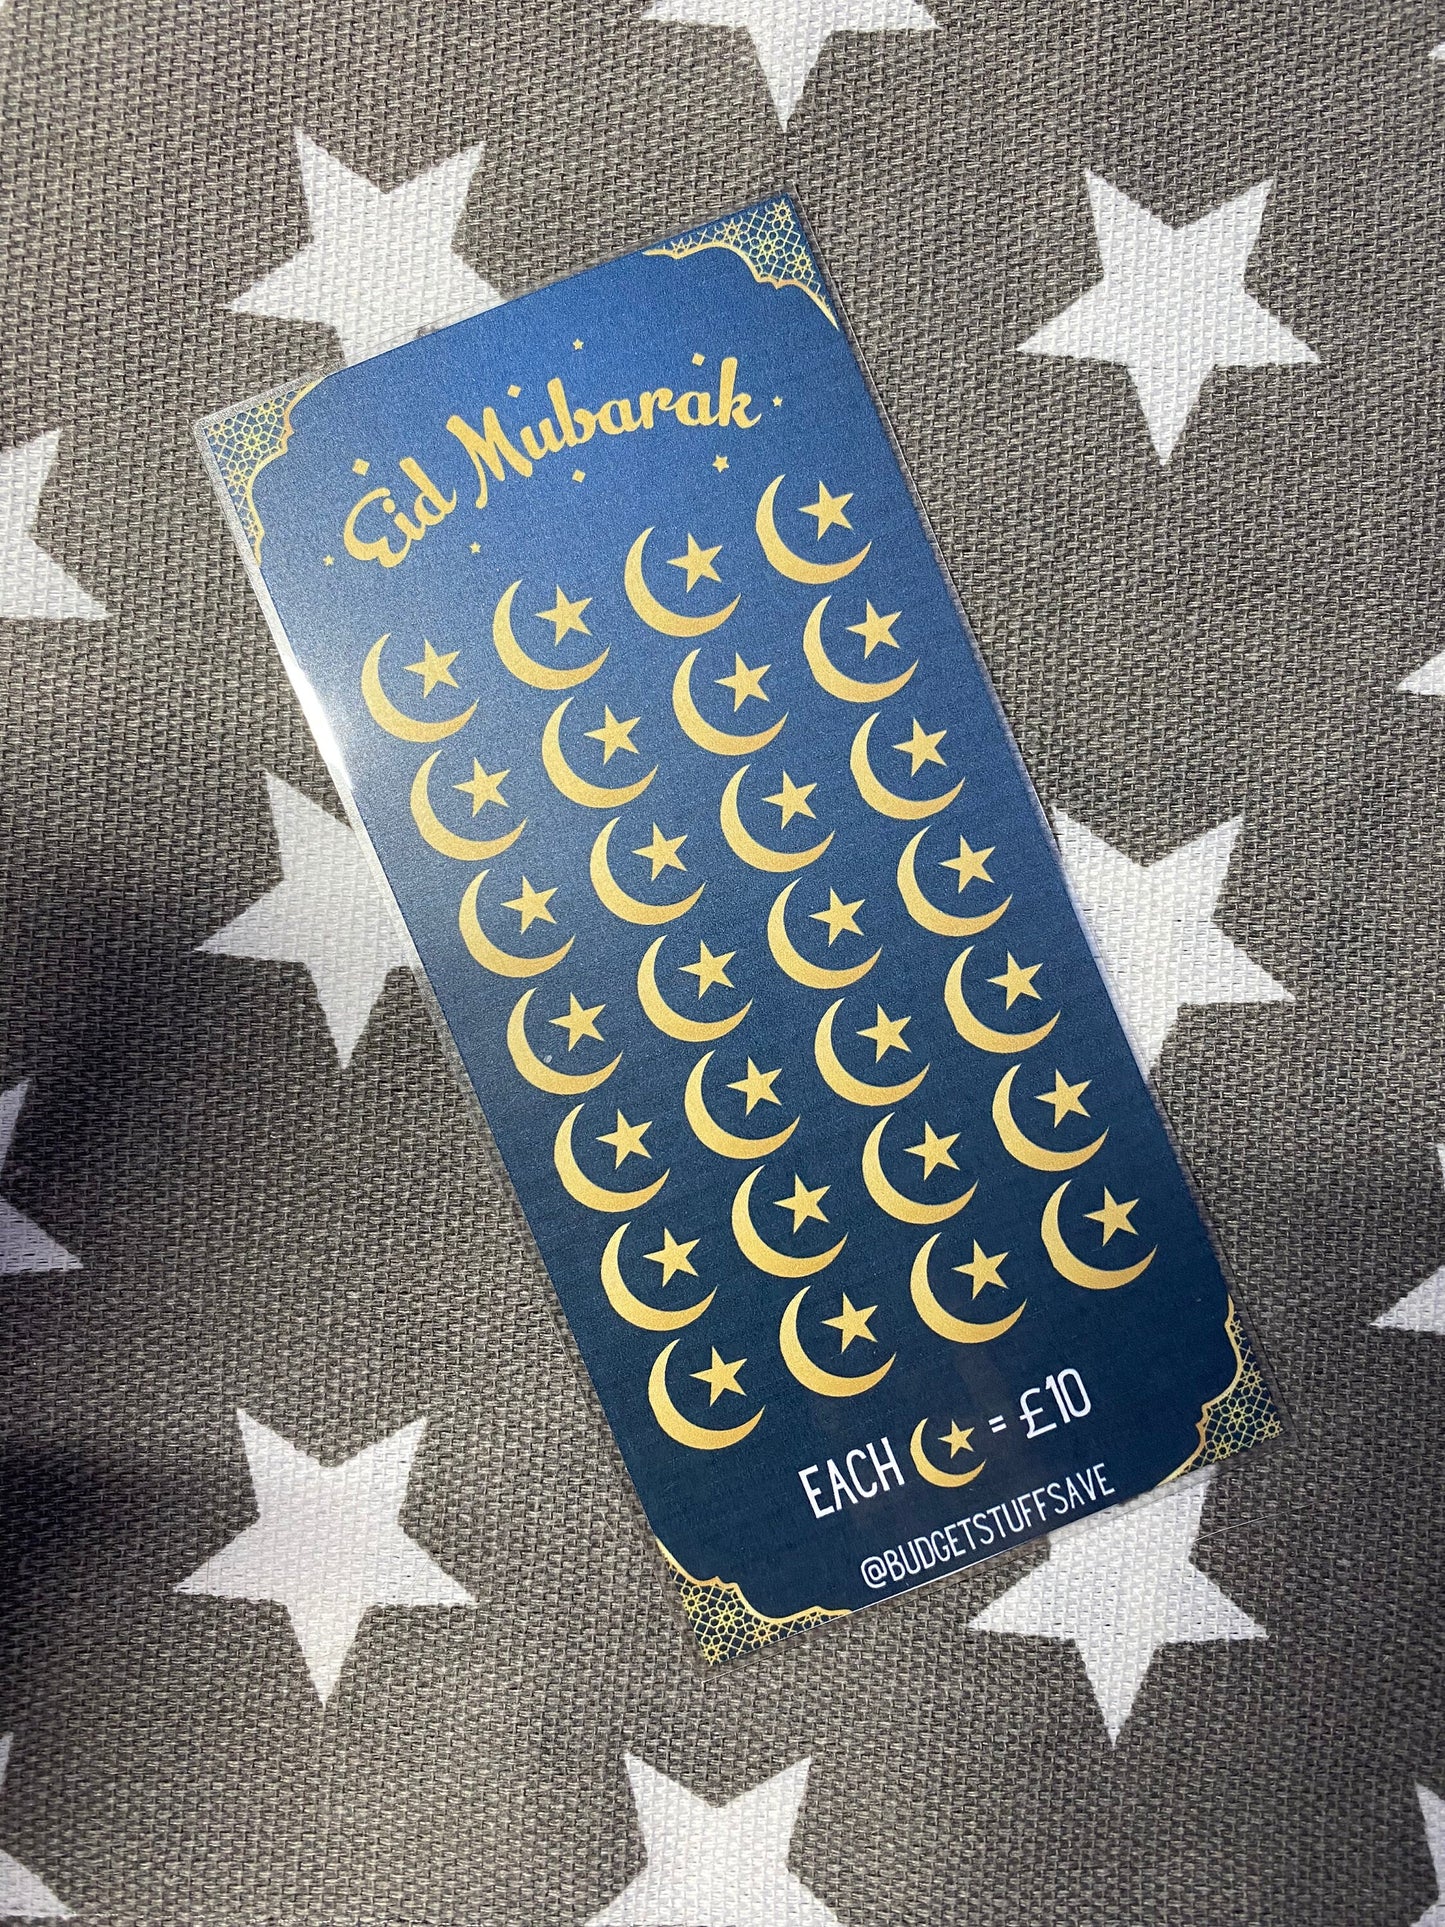 Eid Mubarak
EACH = £10
@BUDGETSTUFFSAVE